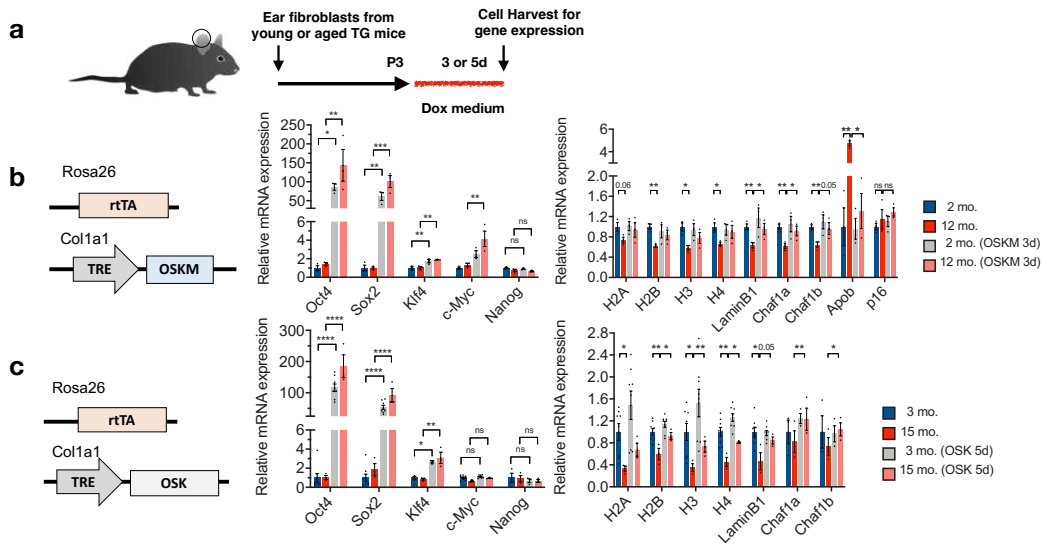 a
Ear fibroblasts from
young or aged TG mice
Cell Harvest for
gene expression
P3
3 or 5d
Dox medium
b
Rosa26
rtTA
Col1a1
TRE
OSKM
Relative mRNA expression
250
200
150
100
50
6
4
2
0
* ** ** *** ** ** ** ns ns
Oct4
Sox2
Klf4
c-Myc
Nanog
Relative mRNA expression
6
4
2.0
1.6
1.2
0.8
0.4
0.0
0.06 ** * * ** * ** * ** 0.05 ** * ns ns
H2A
H2B
H3
H4
LaminB1
Chaf1a
Chaf1b
Apob
p16
2 mo.
12 mo.
2 mo. (OSKM 3d)
12 mo. (OSKM 3d)
c
Rosa26
rtTA
Col1a1
TRE
OSK
Relative mRNA expression
300
200
100
6
4
2
0
**** **** **** **** * ** ns ns ns ns
Oct4
Sox2
Klf4
c-Myc
Nanog
Relative mRNA expression
2.8
2.4
2.0
1.6
1.2
0.8
0.4
0.0
* ** * * ** ** * * 0.05 ** *
H2A
H2B
H3
H4
LaminB1
Chaf1a
Chaf1b
3 mo.
15 mo.
3 mo. (OSK 5d)
15 mo. (OSK 5d)